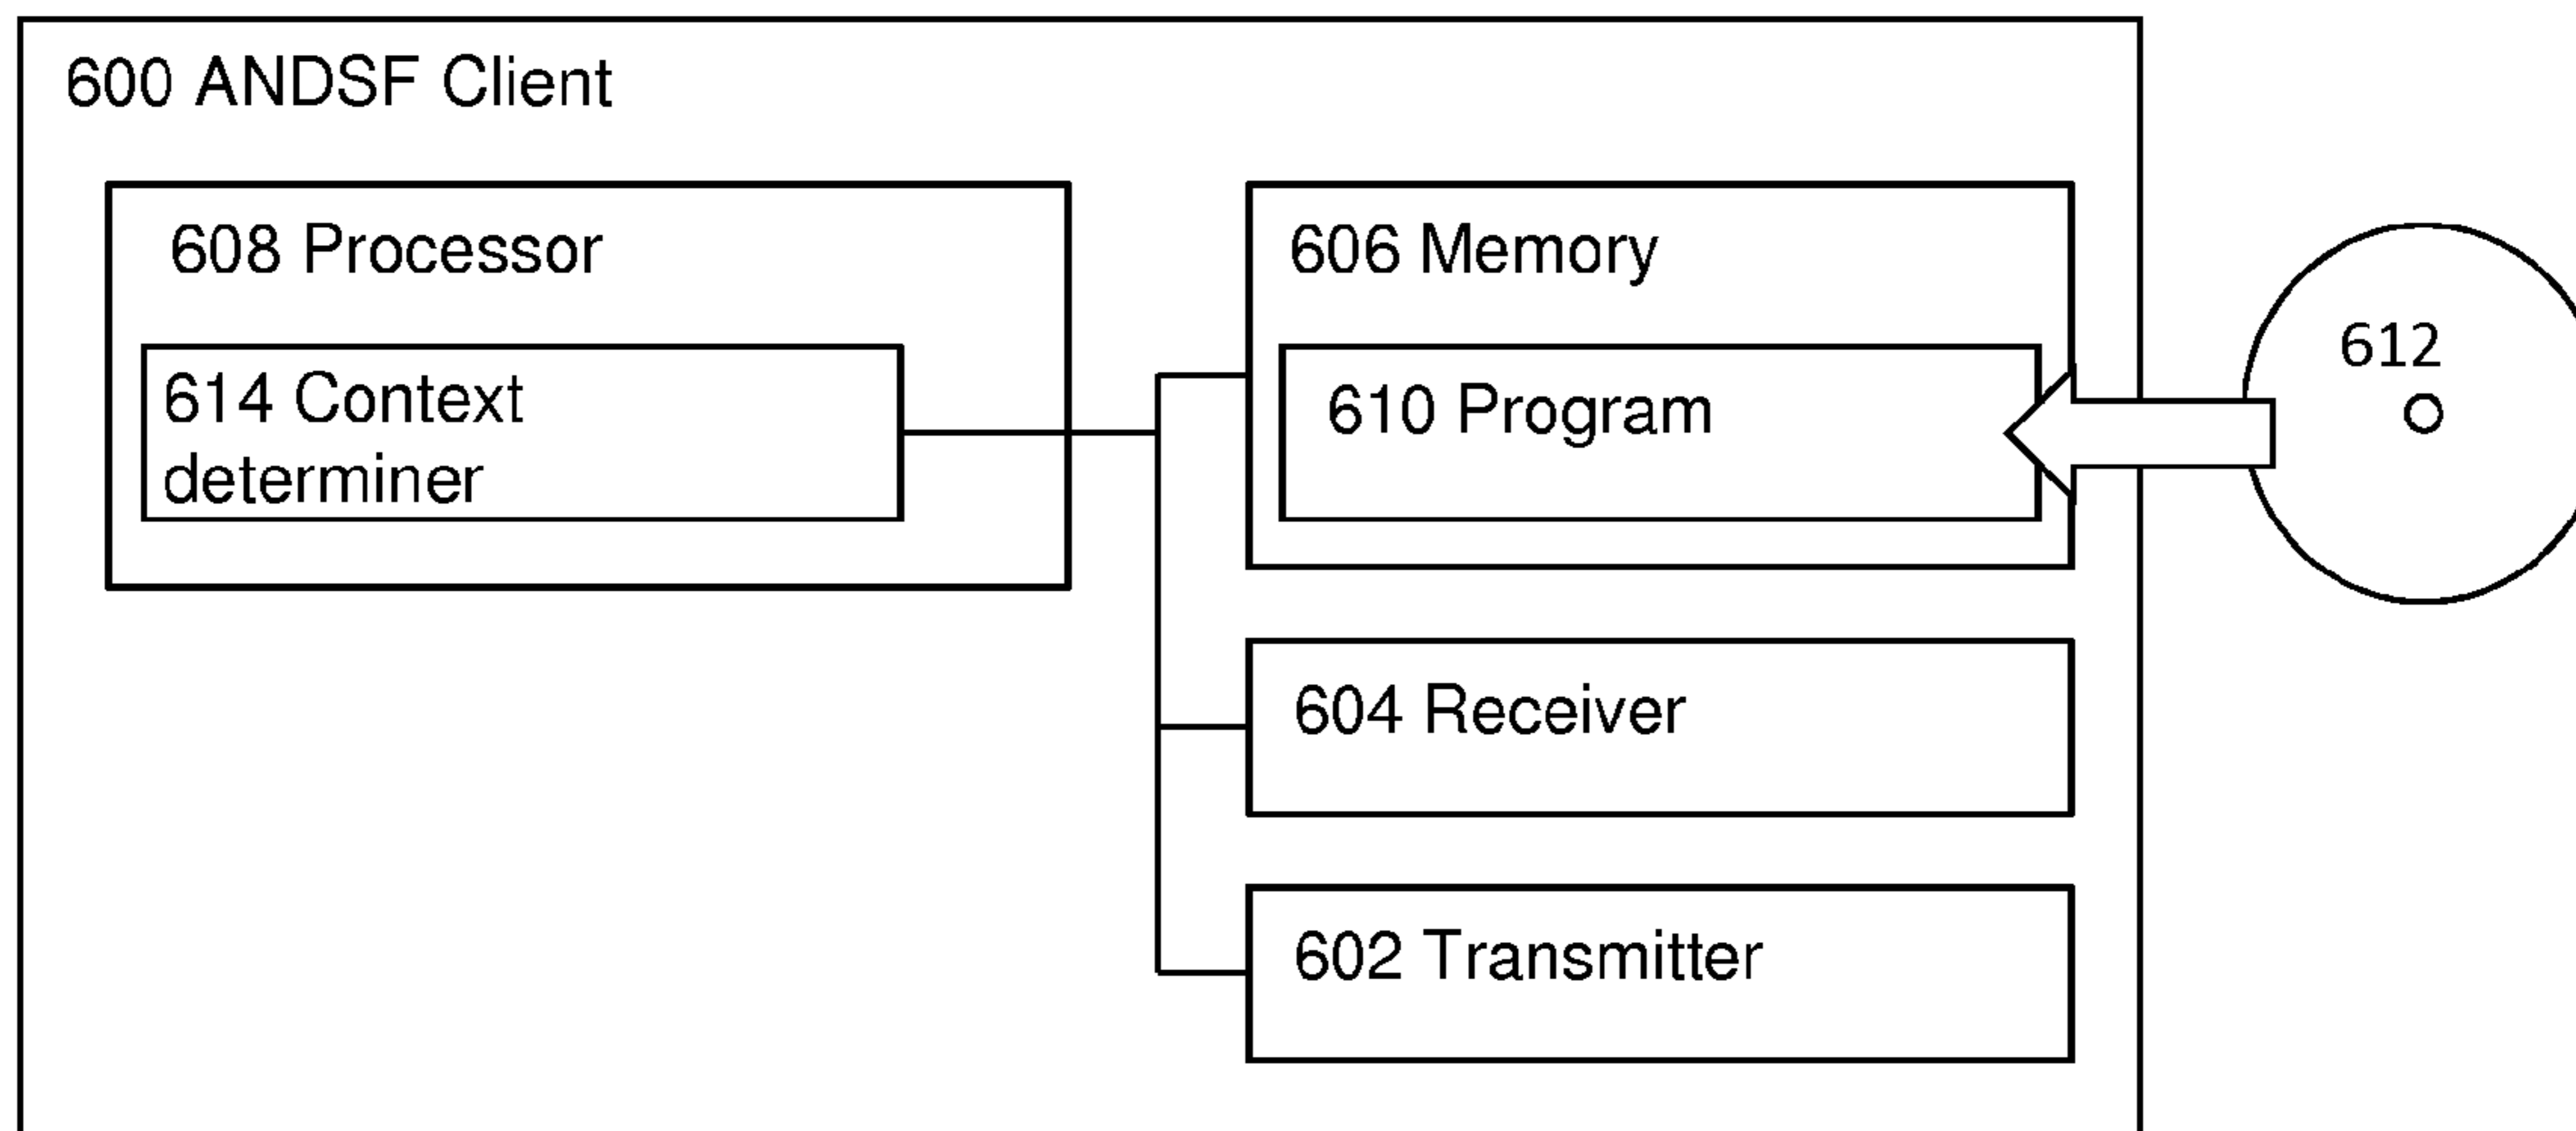 600 ANDSF Client
608 Processor
614 Context
determiner
606 Memory
610 Program
612
604 Receiver
602 Transmitter